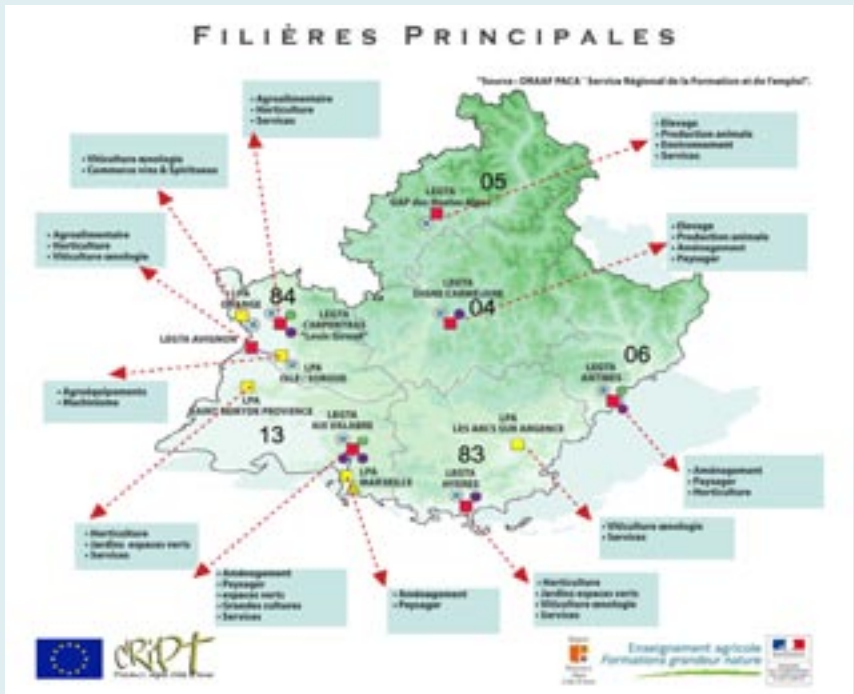 FILIÈRES PRINCIPALES
"Source : DRAAF PACA "Service Régional de la Formation et de l'emploi".
• Agroalimentaire
• Horticulture
• Services
• Elevage
• Production animale
• Environnement
• Services
• Viticulture œnologie
• Commerce vins & Spiritueux
05
LEGTA
GAP des Hautes Alpes
• Agroalimentaire
• Horticulture
• Viticulture œnologie
• Elevage
• Production animale
• Aménagement
• Paysager
LPA
ORANGE
84
LEGTA
CARPENTRAS
"Louis Giraud"
LEGTA
DIGNE CARMEJANE
04
LEGTA AVIGNON
LPA
ISLE / SORGUE
06
LEGTA
ANTIBES
• Agroéquipements
• Machinisme
LPA
SAINT REMY DE PROVENCE
LEGTA
AIX VALABRE
LPA
LES ARCS SUR ARGENCE
13
83
LPA
MARSEILLE
LEGTA
HYERES
• Aménagement
• Paysager
• Horticulture
• Horticulture
• Jardins espaces verts
• Services
• Viticulture œnologie
• Services
• Aménagement
• Paysager
• espaces verts
• Grandes cultures
• Services
• Aménagement
• Paysager
• Horticulture
• Jardins espaces verts
• Viticulture œnologie
• Services
CRIPT
Enseignement agricole
Formations grandeur nature